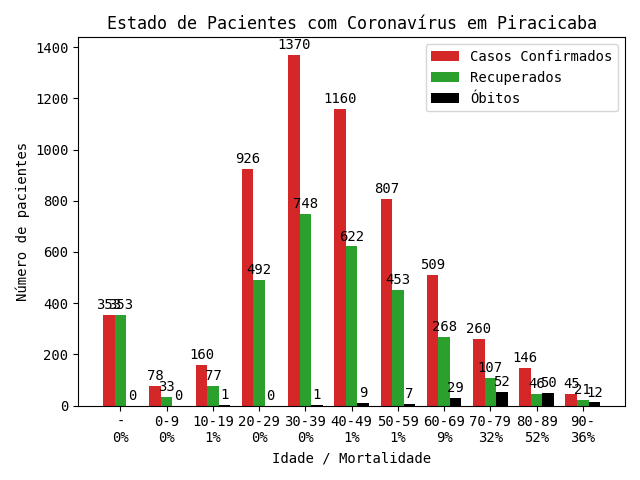 Estado de Pacientes com Coronavírus em Piracicaba
Número de pacientes
1400
1200
1000
800
600
400
200
0
Casos Confirmados
Recuperados
Óbitos
353 353 0
78 33 0
160 77 1
926 492 0
1370 748 1
1160 622 9
807 453 7
509 268 29
260 107 52
146 46 50
45 21 12
- 0-9 10-19 20-29 30-39 40-49 50-59 60-69 70-79 80-89 90-
0% 0% 1% 0% 0% 1% 1% 9% 32% 52% 36%
Idade / Mortalidade